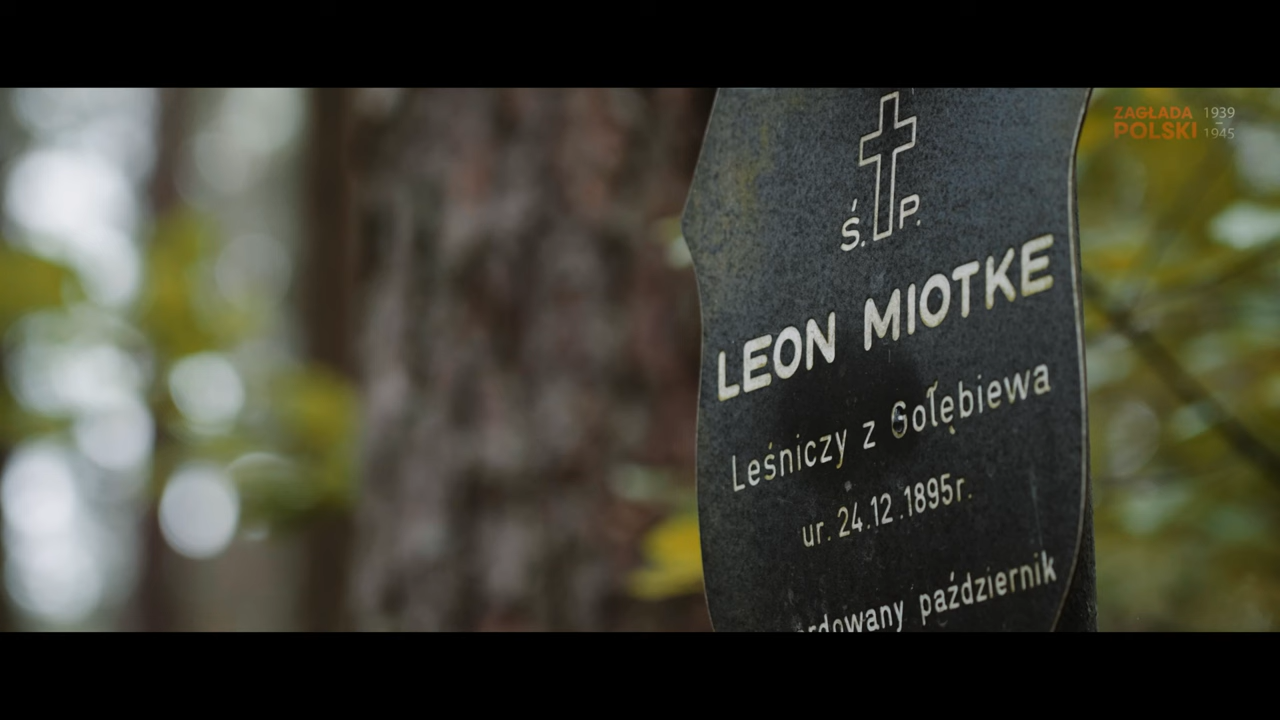 Ś. P.
LEON MIOTKE
Leśniczy z Gołębiewa
ur. 24.12.1895r.
październik
ZAGŁADA 1939
POLSKI – 1945